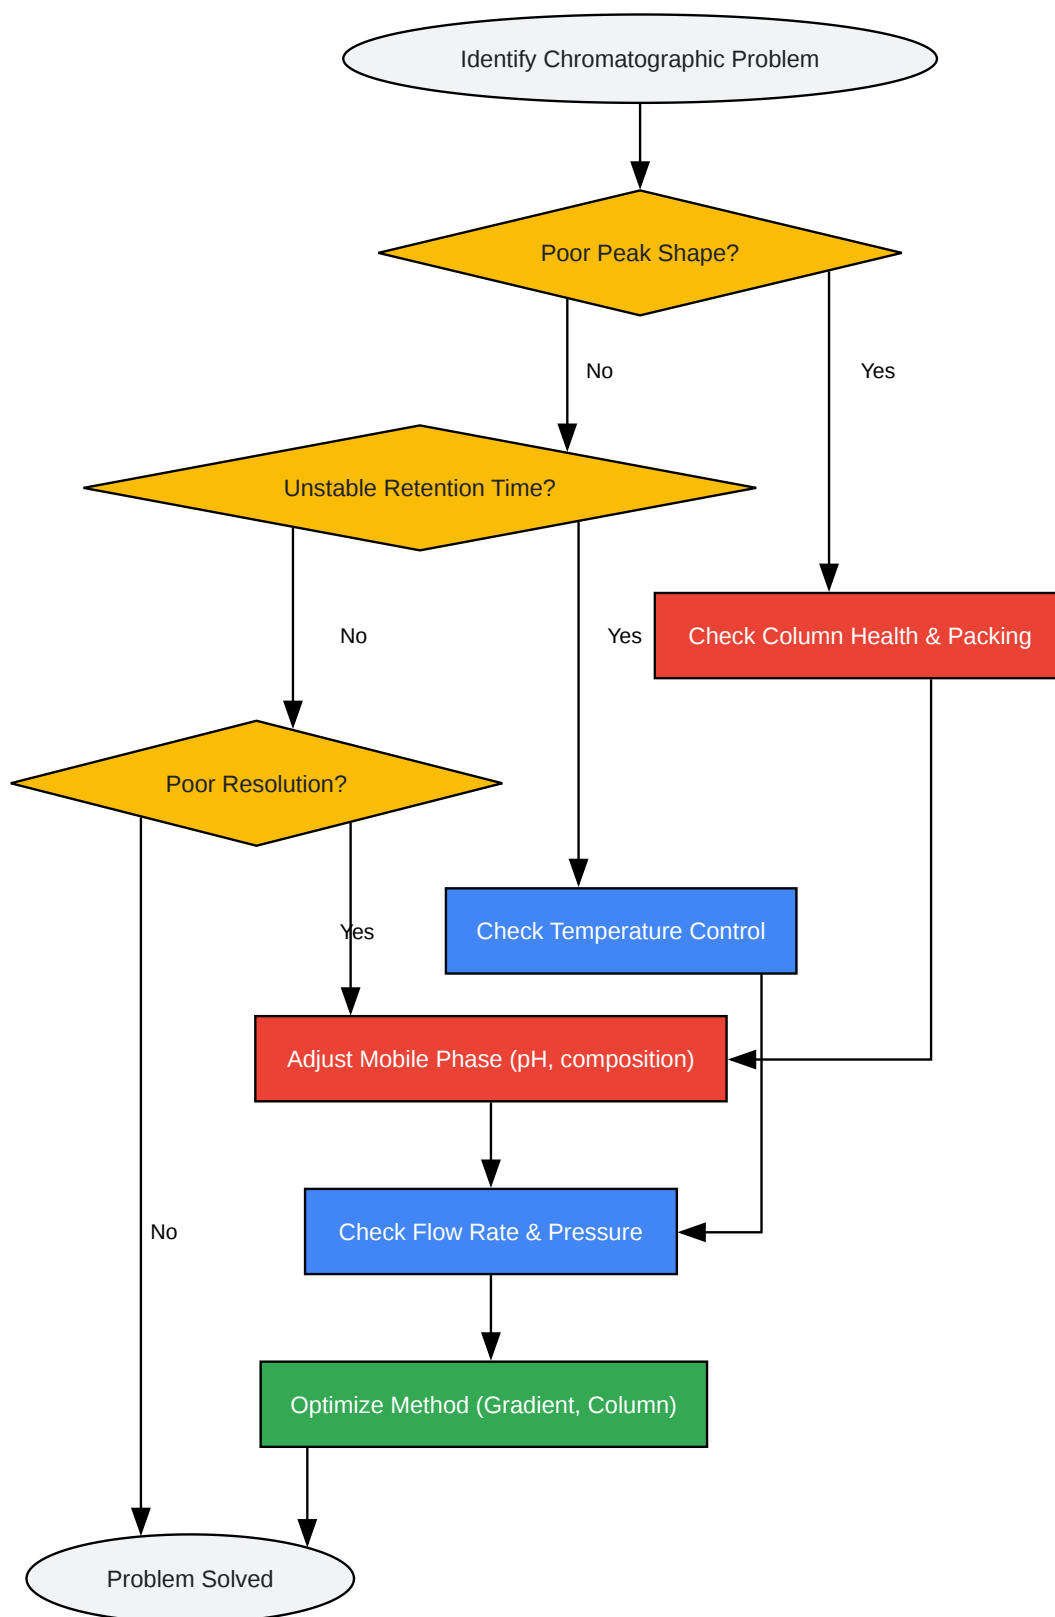 Identify Chromatographic Problem
Poor Peak Shape?
No
Yes
Unstable Retention Time?
No
Yes
Check Column Health & Packing
Poor Resolution?
Yes
Check Temperature Control
Adjust Mobile Phase (pH, composition)
No
Check Flow Rate & Pressure
Optimize Method (Gradient, Column)
Problem Solved